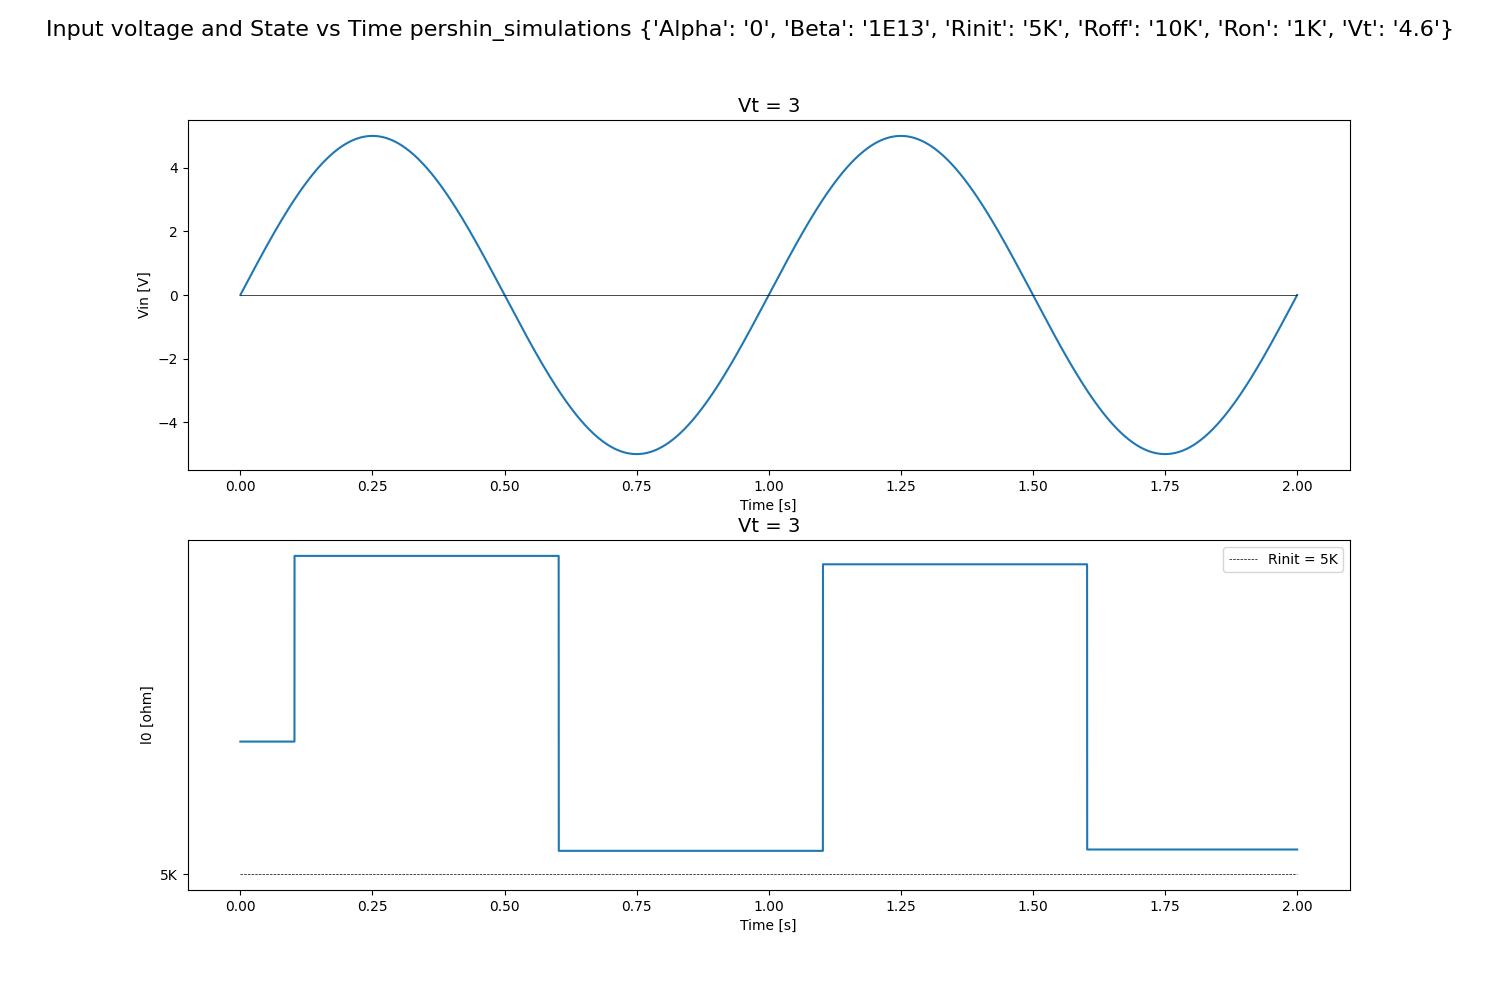 Input voltage and State vs Time pershin_simulations {'Alpha': '0', 'Beta': '1E13', 'Rinit': '5K', 'Roff': '10K', 'Ron': '1K', 'Vt': '4.6'}
Vt = 3
4
2
0
−2
−4
Vin [V]
0.00 0.25 0.50 0.75 1.00 1.25 1.50 1.75 2.00
Time [s]
Vt = 3
Rinit = 5K
l0 [ohm]
5K
0.00 0.25 0.50 0.75 1.00 1.25 1.50 1.75 2.00
Time [s]